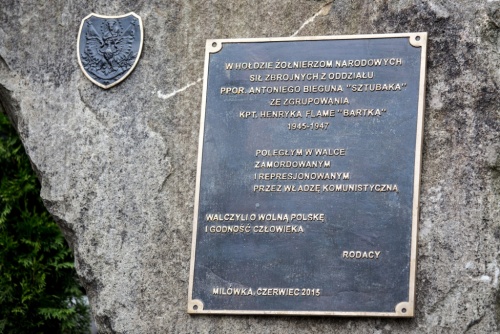 W HOŁDZIE ŻOŁNIERZOM NARODOWYCH
SIŁ ZBROJNYCH Z ODDZIAŁU
PPOR. ANTONIEGO BIEGUNA "SZTUBAKA"
ZE ZGRUPOWANIA
KPT. HENRYKA FLAME "BARTKA"
1945-1947
POLEGŁYM W WALCE
ZAMORDOWANYM
I REPRESJONOWANYM
PRZEZ WŁADZĘ KOMUNISTYCZNĄ
WALCZYLI O WOLNĄ POLSKĘ
I GODNOŚĆ CZŁOWIEKA
RODACY
MILÓWKA, CZERWIEC 2015